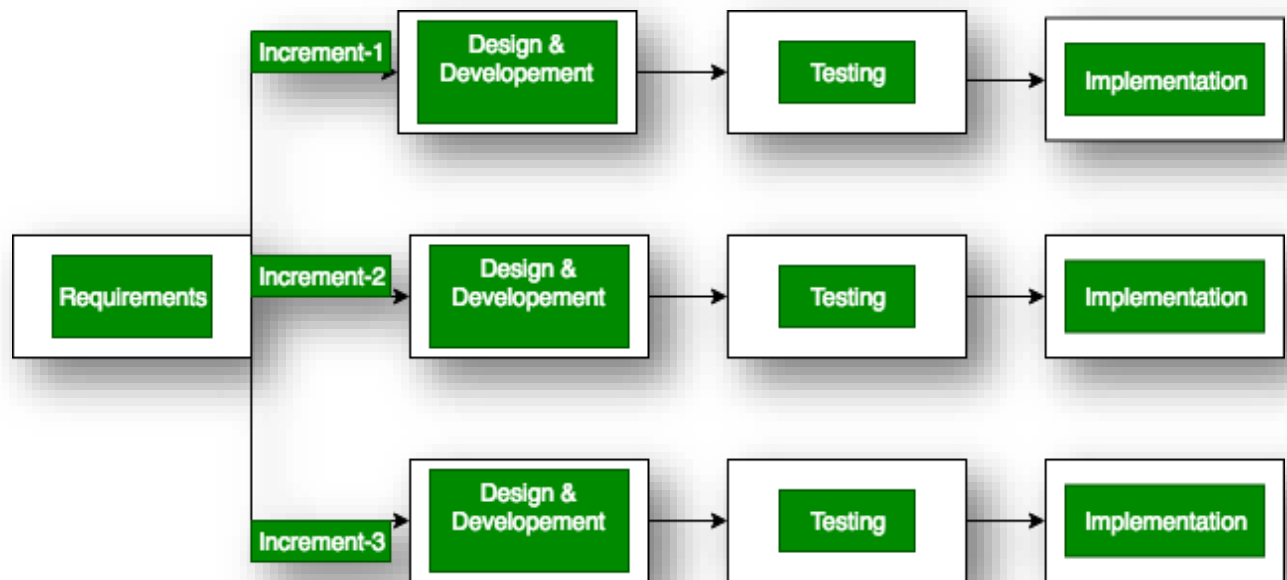 Increment-1
Design &
Developement
Testing
Implementation
Requirements
Increment-2
Design &
Developement
Testing
Implementation
Increment-3
Design &
Developement
Testing
Implementation